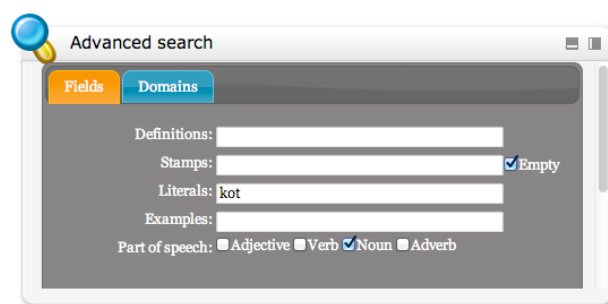 Advanced search
Fields Domains
Definitions:
Stamps: Empty
Literals: kot
Examples:
Part of speech: Adjective Verb Noun Adverb